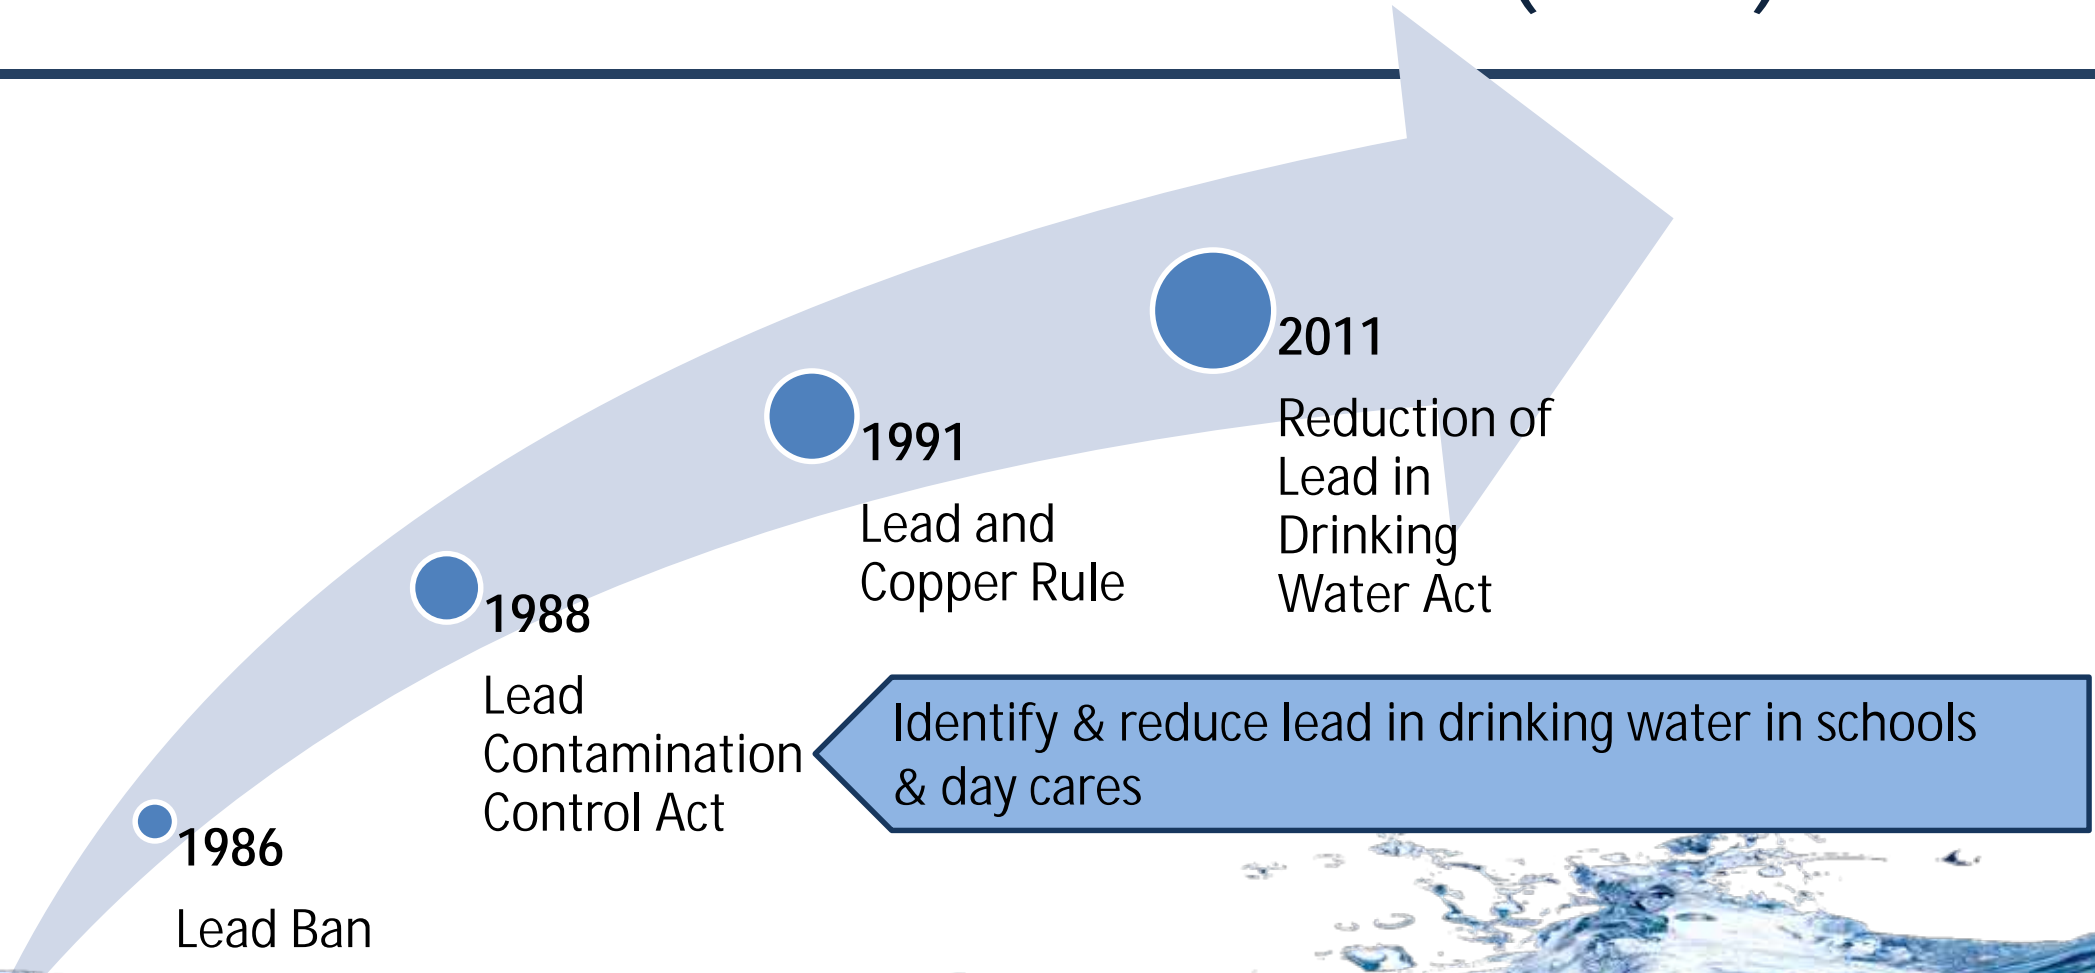 1986
Lead Ban
1988
Lead
Contamination
Control Act
Identify & reduce lead in drinking water in schools
& day cares
1991
Lead and
Copper Rule
2011
Reduction of
Lead in
Drinking
Water Act